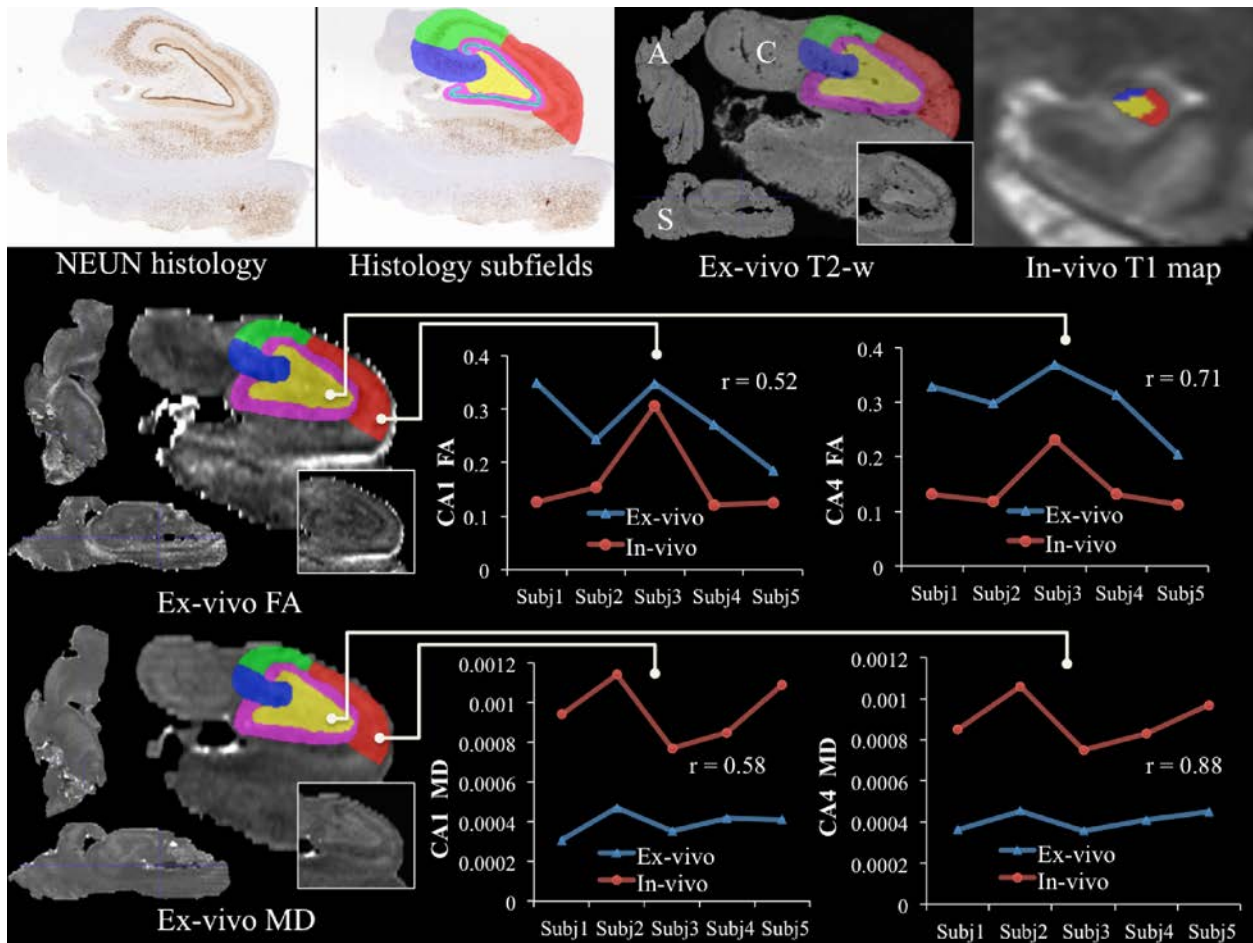 A
C
S
NEUN histology
Histology subfields
Ex-vivo T2-w
In-vivo T1 map
0.4
0.3
0.2
0.1
0
CA1 FA
r = 0.52
Ex-vivo
In-vivo
Subj1 Subj2 Subj3 Subj4 Subj5
0.4
0.3
0.2
0.1
0
CA4 FA
r = 0.71
Ex-vivo
In-vivo
Subj1 Subj2 Subj3 Subj4 Subj5
Ex-vivo FA
0.0012
0.001
0.0008
0.0006
0.0004
0.0002
0
CA1 MD
r = 0.58
Ex-vivo
In-vivo
Subj1 Subj2 Subj3 Subj4 Subj5
0.0012
0.001
0.0008
0.0006
0.0004
0.0002
0
CA4 MD
r = 0.88
Ex-vivo
In-vivo
Subj1 Subj2 Subj3 Subj4 Subj5
Ex-vivo MD